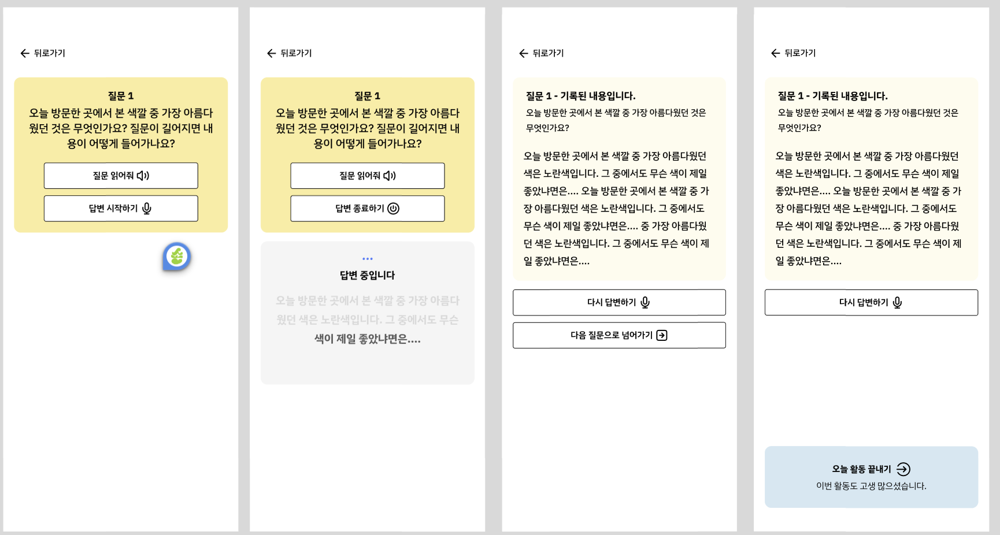 뒤로가기
질문 1
오늘 방문한 곳에서 본 색깔 중 가장 아름다
웠던 것은 무엇인가요? 질문이 길어지면 내
용이 어떻게 들어가나요?
질문 읽어줘
답변 시작하기
뒤로가기
질문 1
오늘 방문한 곳에서 본 색깔 중 가장 아름다
웠던 것은 무엇인가요? 질문이 길어지면 내
용이 어떻게 들어가나요?
질문 읽어줘
답변 종료하기
답변 중입니다
오늘 방문한 곳에서 본 색깔 중 가장 아름다
웠던 색은 노란색입니다. 그 중에서도 무슨
색이 제일 좋았냐면은....
뒤로가기
질문 1 - 기록된 내용입니다.
오늘 방문한 곳에서 본 색깔 중 가장 아름다웠던 것은
무엇인가요?
오늘 방문한 곳에서 본 색깔 중 가장 아름다웠던
색은 노란색입니다. 그 중에서도 무슨 색이 제일
좋았냐면은.... 오늘 방문한 곳에서 본 색깔 중 가
장 아름다웠던 색은 노란색입니다. 그 중에서도
무슨 색이 제일 좋았냐면은.... 중 가장 아름다웠
던 색은 노란색입니다. 그 중에서도 무슨 색이 제
일 좋았냐면은....
다시 답변하기
다음 질문으로 넘어가기
뒤로가기
질문 1 - 기록된 내용입니다.
오늘 방문한 곳에서 본 색깔 중 가장 아름다웠던 것은
무엇인가요?
오늘 방문한 곳에서 본 색깔 중 가장 아름다웠던
색은 노란색입니다. 그 중에서도 무슨 색이 제일
좋았냐면은.... 오늘 방문한 곳에서 본 색깔 중 가
장 아름다웠던 색은 노란색입니다. 그 중에서도
무슨 색이 제일 좋았냐면은.... 중 가장 아름다웠
던 색은 노란색입니다. 그 중에서도 무슨 색이 제
일 좋았냐면은....
다시 답변하기
오늘 활동 끝내기
이번 활동도 고생 많으셨습니다.